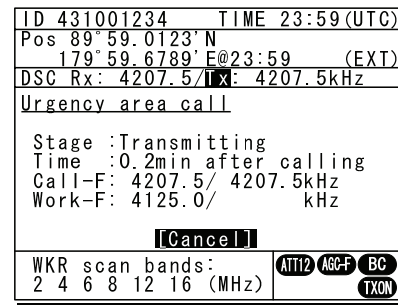 ID 431001234 TIME 23:59(UTC)
Pos 89°59.0123'N
179°59.6789'E@23:59 (EXT)
DSC Rx: 4207.5/Tx: 4207.5kHz
Urgency area call
Stage :Transmitting
Time :0.2min after calling
Call-F: 4207.5/ 4207.5kHz
Work-F: 4125.0/ kHz
[Cancel]
WKR scan bands: ATT12 AGC-F BC
2 4 6 8 12 16 (MHz) TXON